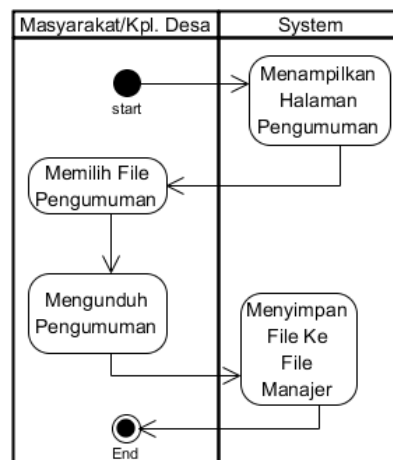 Masyarakat/Kpl. Desa
System
start
Menampilkan
Halaman
Pengumuman
Memilih File
Pengumuman
Mengunduh
Pengumuman
Menyimpan
File Ke
File
Manajer
End